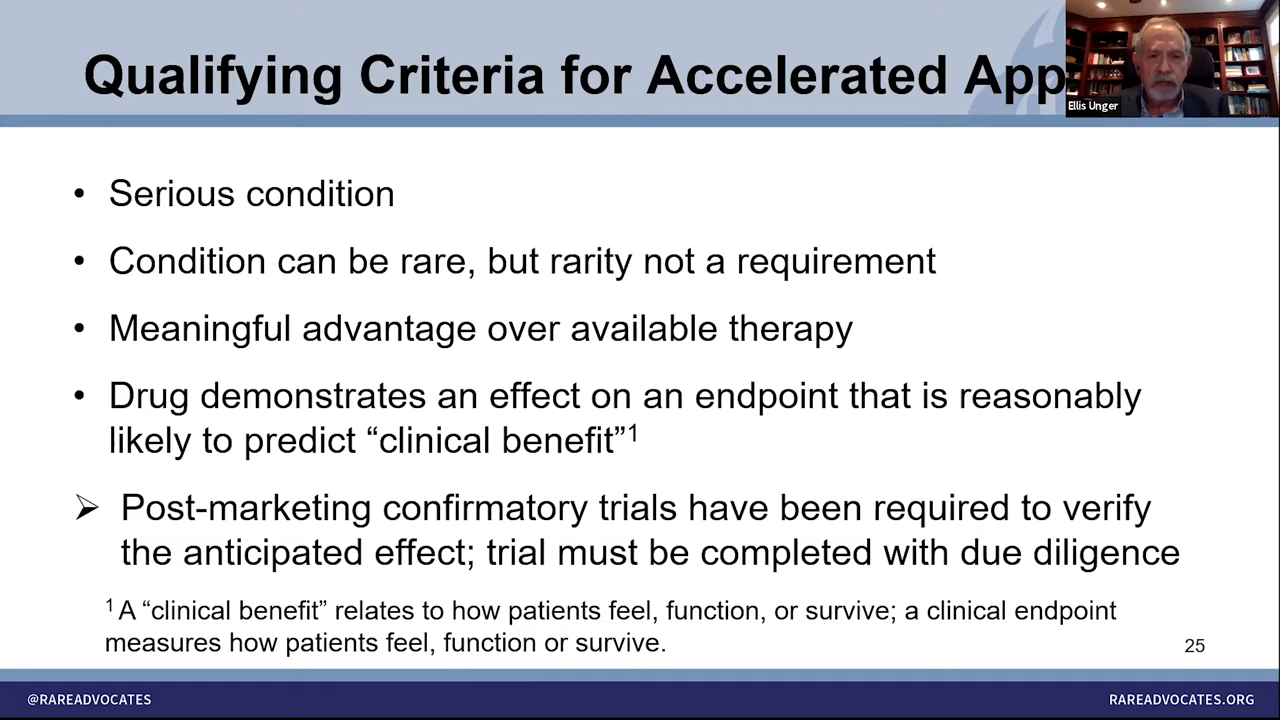 Qualifying Criteria for Accelerated App
Ellis Unger
• Serious condition
• Condition can be rare, but rarity not a requirement
• Meaningful advantage over available therapy
• Drug demonstrates an effect on an endpoint that is reasonably
likely to predict “clinical benefit”¹
➢ Post-marketing confirmatory trials have been required to verify
the anticipated effect; trial must be completed with due diligence
¹ A “clinical benefit” relates to how patients feel, function, or survive; a clinical endpoint
measures how patients feel, function or survive.
25
@RAREADVOCATES
RAREADVOCATES.ORG